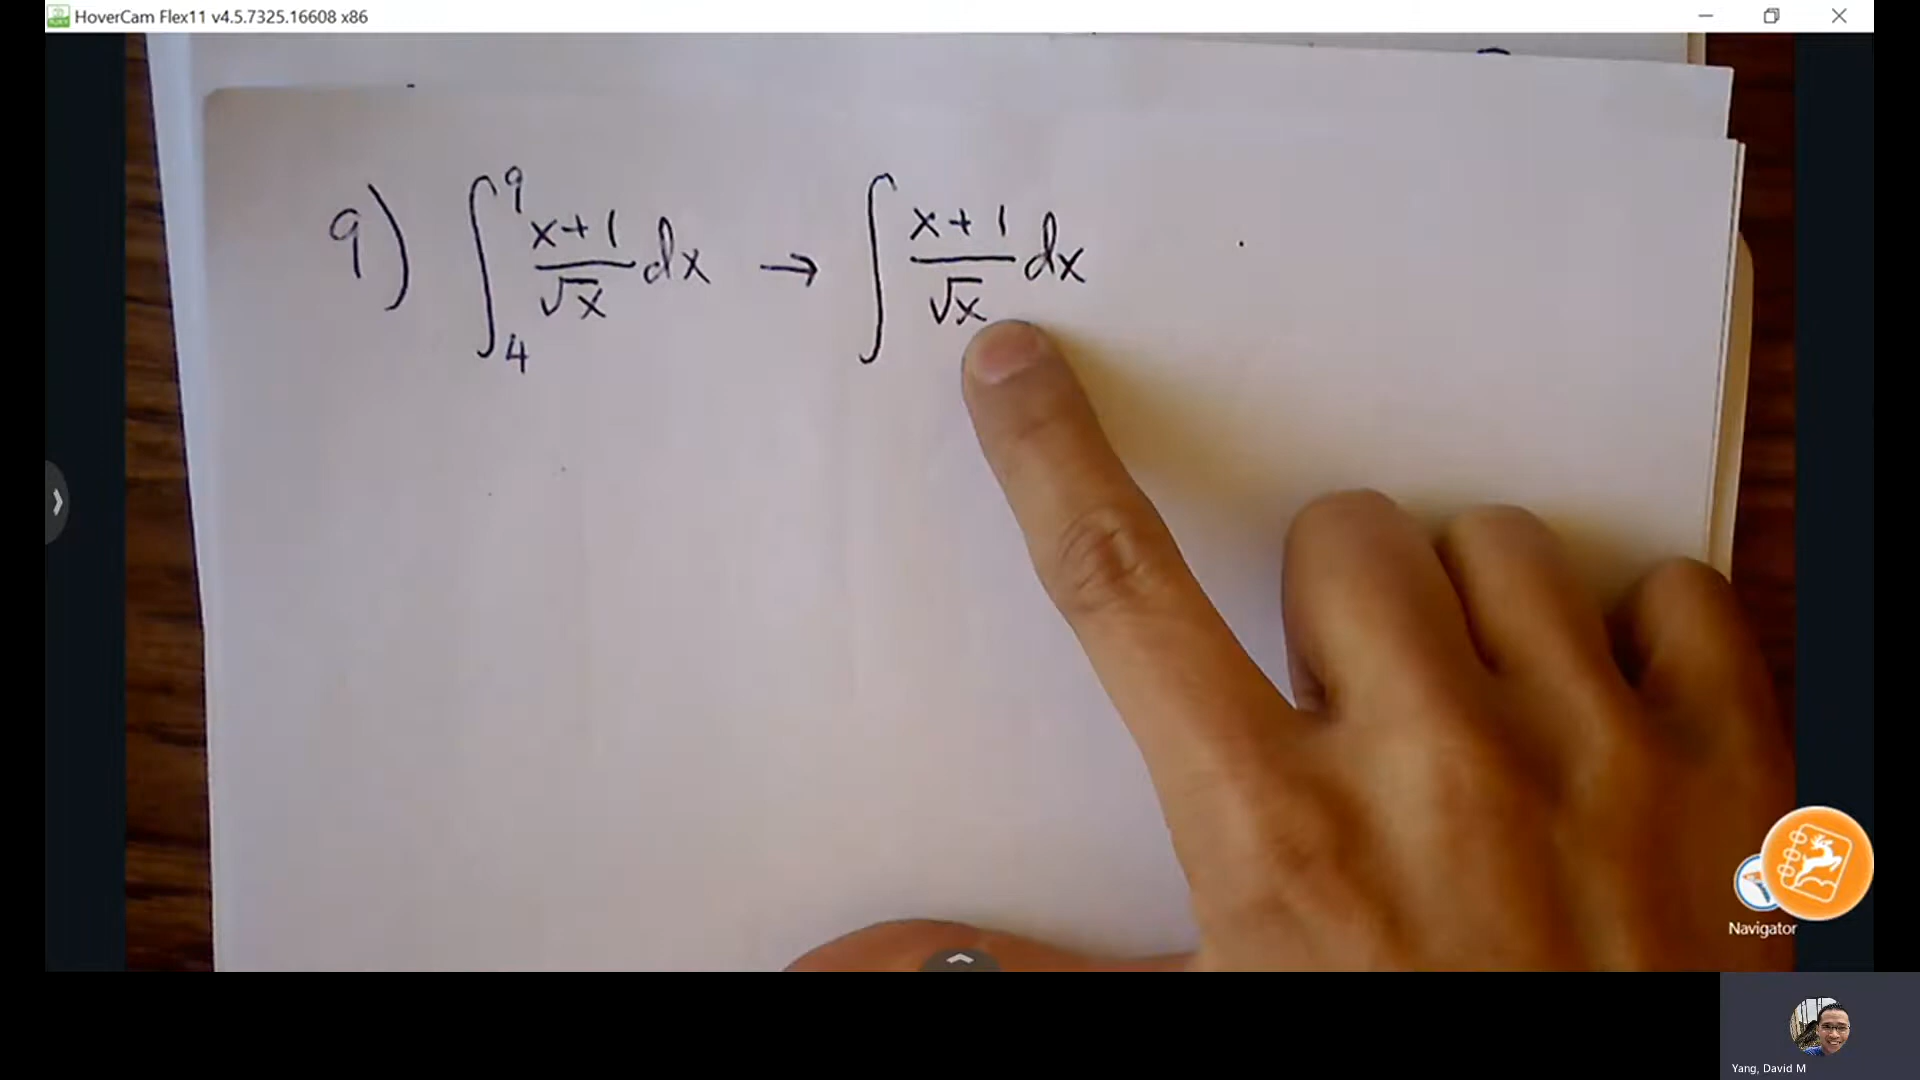 HoverCam Flex11 v4.5.7325.16608 x86
9) ∫₄⁹ (x+1)/√x dx → ∫ (x+1)/√x dx
Navigator
Yang, David M